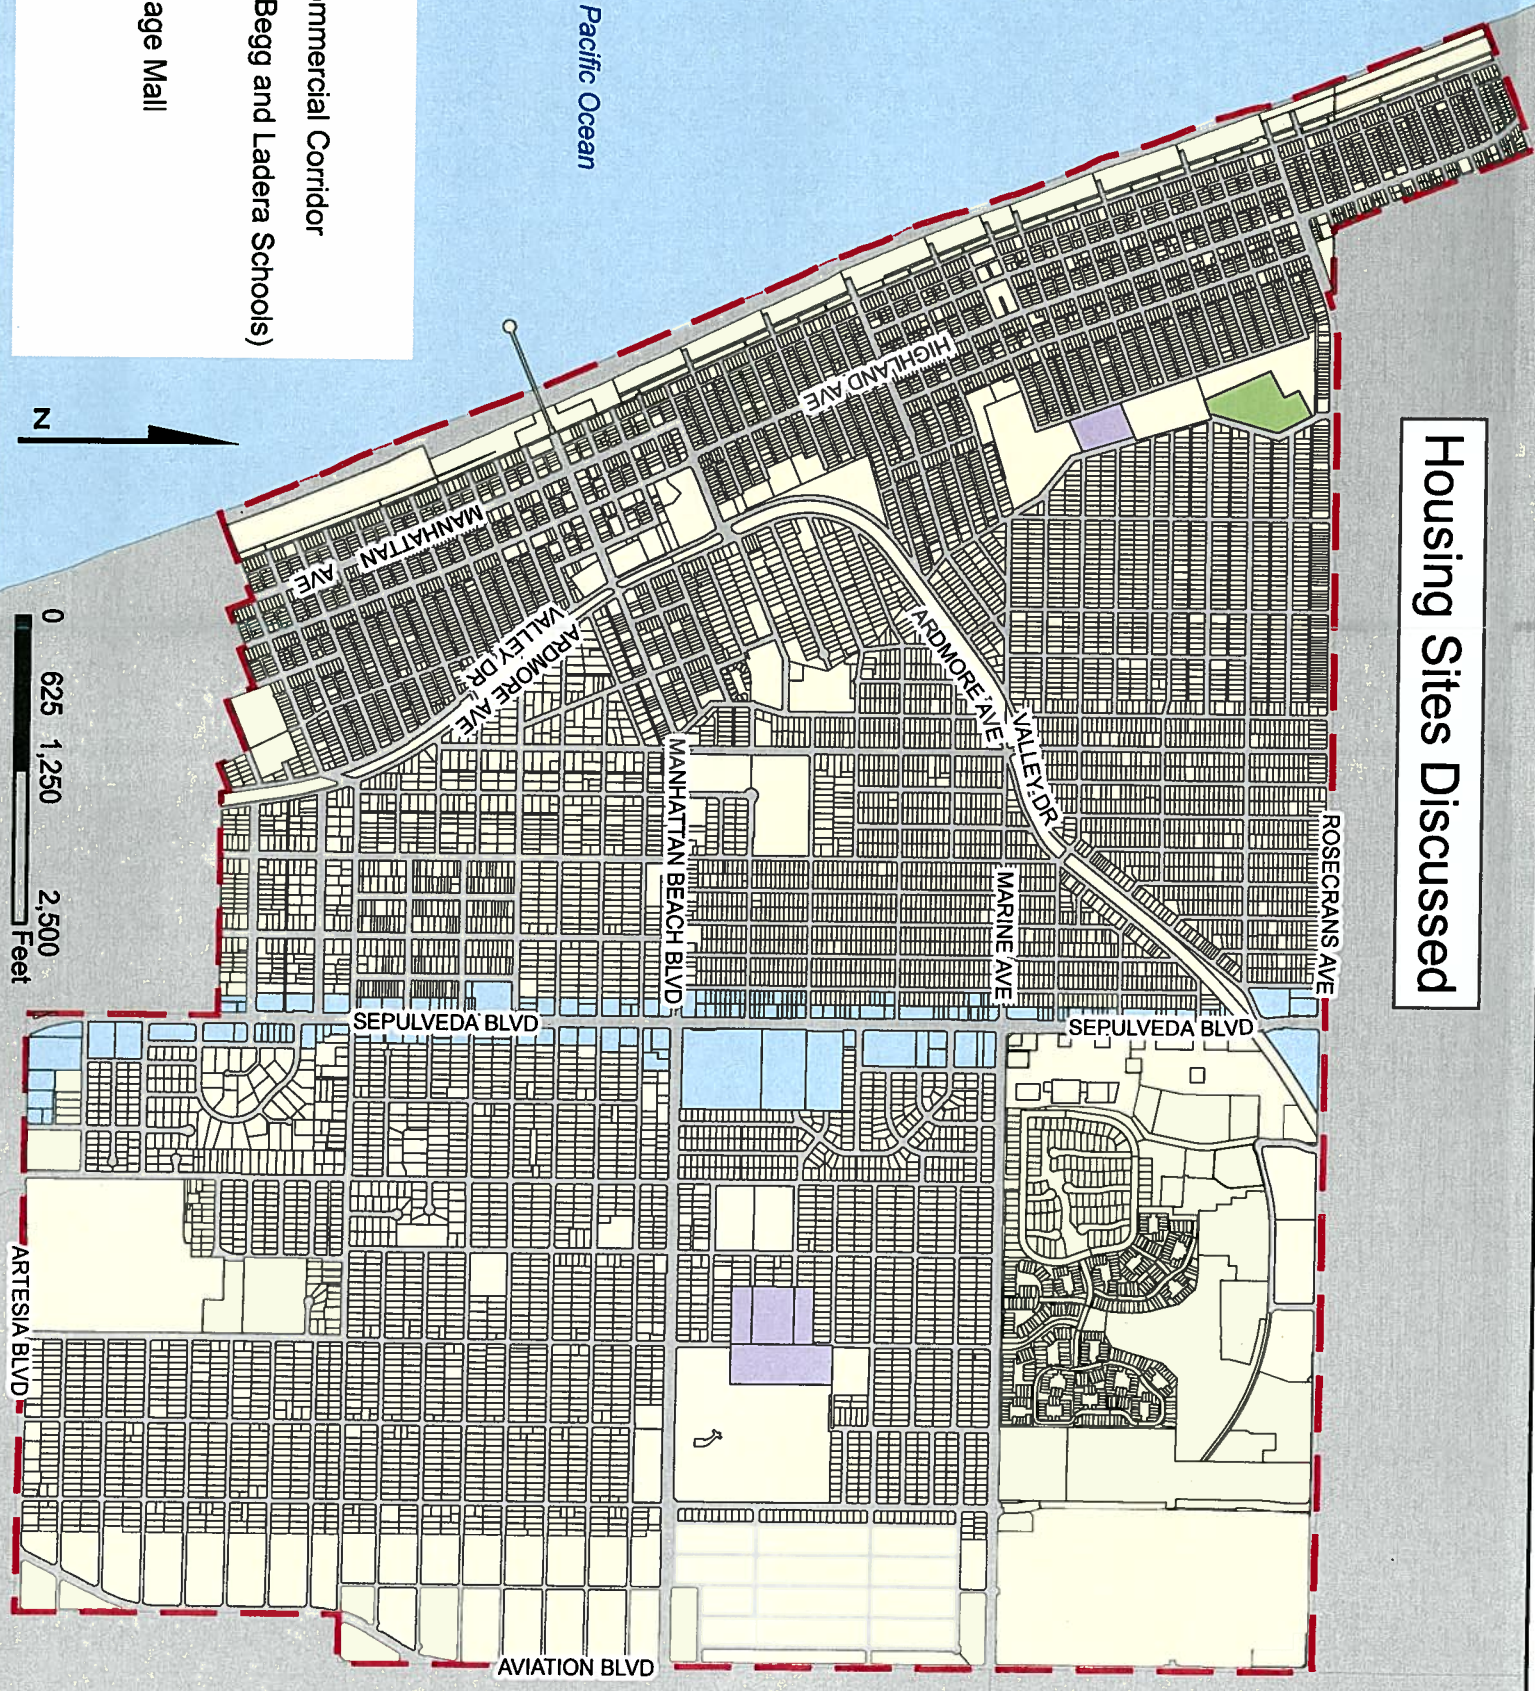 Housing Sites Discussed
Pacific Ocean
ommercial Corridor
Begg and Ladera Schools)
age Mall
N
0 625 1,250 2,500
Feet
ROSECRANS AVE
HIGHLAND AVE
MANHATTAN AVE
ARDMORE AVE
VALLEY DR
ARDMORE AVE
VALLEY DR
MARINE AVE
MANHATTAN BEACH BLVD
SEPULVEDA BLVD
SEPULVEDA BLVD
ARTESIA BLVD
AVIATION BLVD